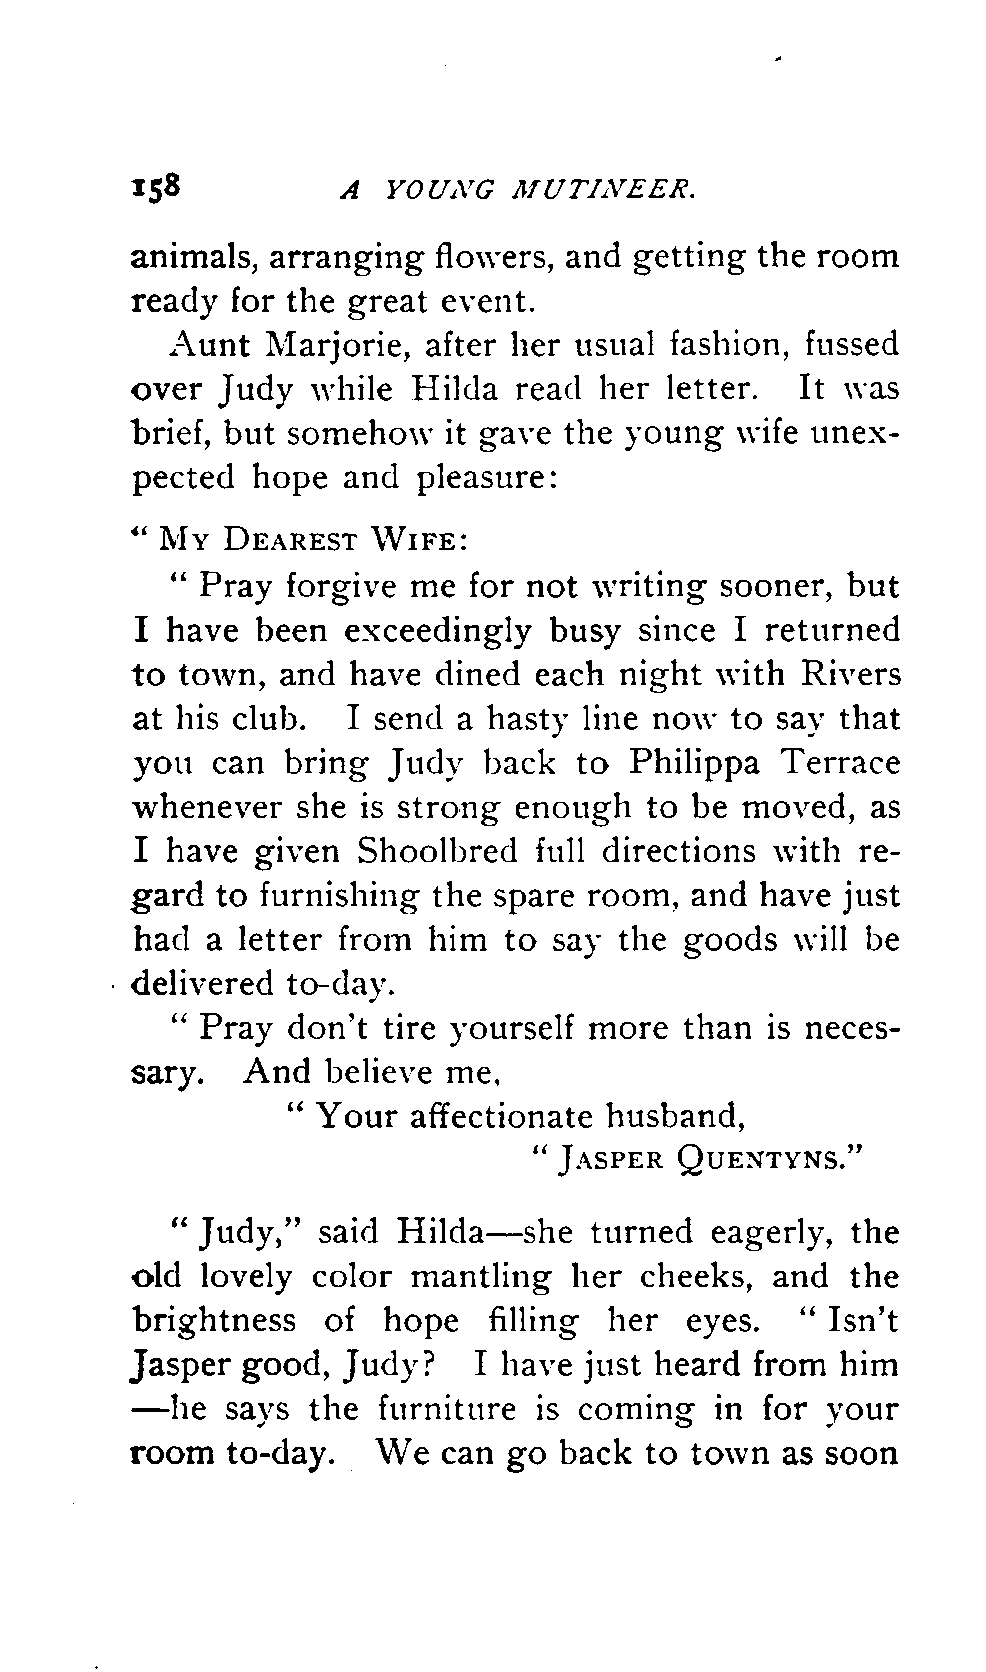 158 A YOUNG MUTINEER.
animals, arranging flowers, and getting the room
ready for the great event.
Aunt Marjorie, after her usual fashion, fussed
over Judy while Hilda read her letter. It was
brief, but somehow it gave the young wife unex-
pected hope and pleasure:
“ My Dearest Wife:
“ Pray forgive me for not writing sooner, but
I have been exceedingly busy since I returned
to town, and have dined each night with Rivers
at his club. I send a hasty line now to say that
you can bring Judy back to Philippa Terrace
whenever she is strong enough to be moved, as
I have given Shoolbred full directions with re-
gard to furnishing the spare room, and have just
had a letter from him to say the goods will be
delivered to-day.
“ Pray don’t tire yourself more than is neces-
sary. And believe me,
“ Your affectionate husband,
“ Jasper Quentyns.”
“ Judy,” said Hilda—she turned eagerly, the
old lovely color mantling her cheeks, and the
brightness of hope filling her eyes. “ Isn’t
Jasper good, Judy? I have just heard from him
—he says the furniture is coming in for your
room to-day. We can go back to town as soon